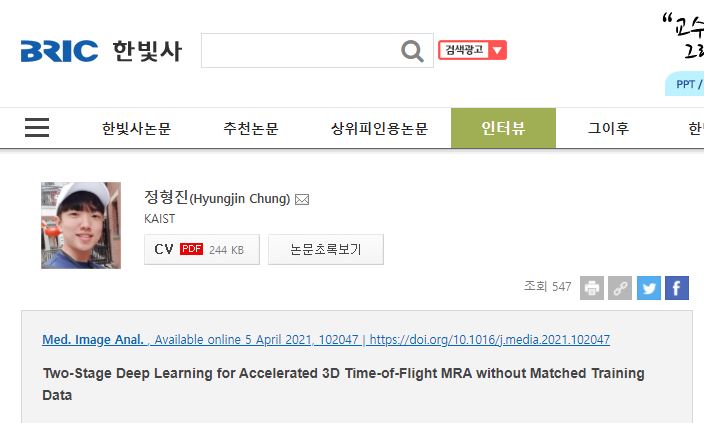 BRIC 한빛사
검색광고
“교수
PPT /
한빛사논문 추천논문 상위피인용논문 인터뷰 그이후 한
정형진(Hyungjin Chung)
KAIST
CV PDF 244 KB 논문초록보기
조회 547
Med. Image Anal. , Available online 5 April 2021, 102047 | https://doi.org/10.1016/j.media.2021.102047
Two-Stage Deep Learning for Accelerated 3D Time-of-Flight MRA without Matched Training
Data